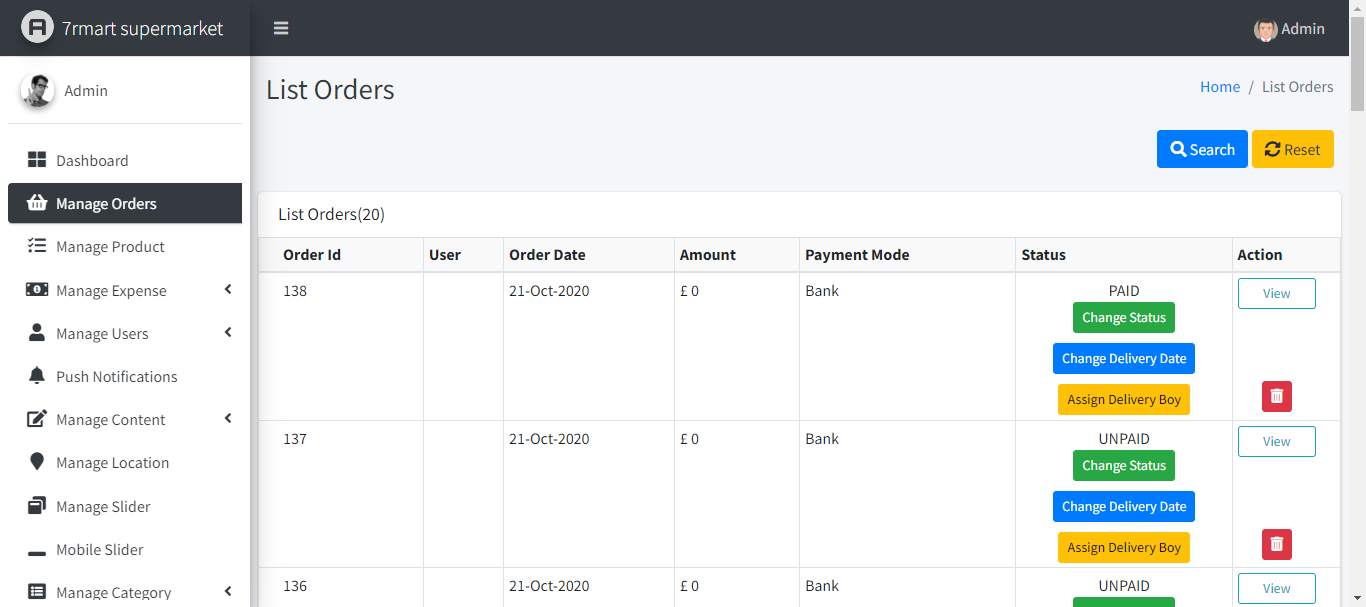 7rmart supermarket
Admin
Admin
Dashboard
Manage Orders
Manage Product
Manage Expense
Manage Users
Push Notifications
Manage Content
Manage Location
Manage Slider
Mobile Slider
Manage Category
List Orders
Home / List Orders
Search Reset
List Orders(20)
Order Id User Order Date Amount Payment Mode Status Action
138 21-Oct-2020 £ 0 Bank PAID View
Change Status
Change Delivery Date
Assign Delivery Boy
137 21-Oct-2020 £ 0 Bank UNPAID View
Change Status
Change Delivery Date
Assign Delivery Boy
136 21-Oct-2020 £ 0 Bank UNPAID View